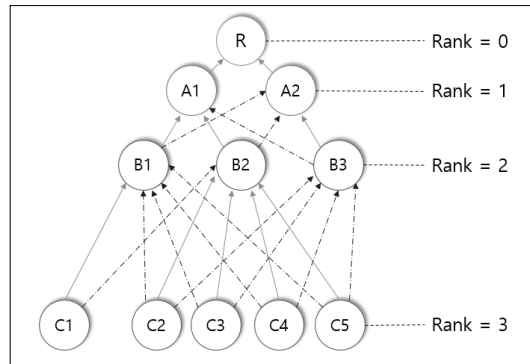 R Rank = 0
A1 A2 Rank = 1
B1 B2 B3 Rank = 2
C1 C2 C3 C4 C5 Rank = 3